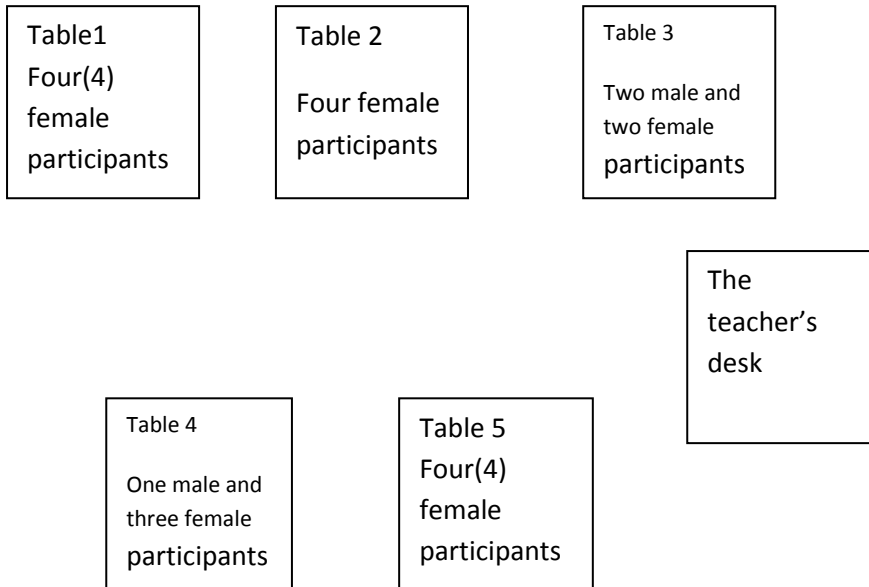 Table1
Four(4)
female
participants
Table 2
Four female
participants
Table 3
Two male and
two female
participants
The
teacher’s
desk
Table 4
One male and
three female
participants
Table 5
Four(4)
female
participants